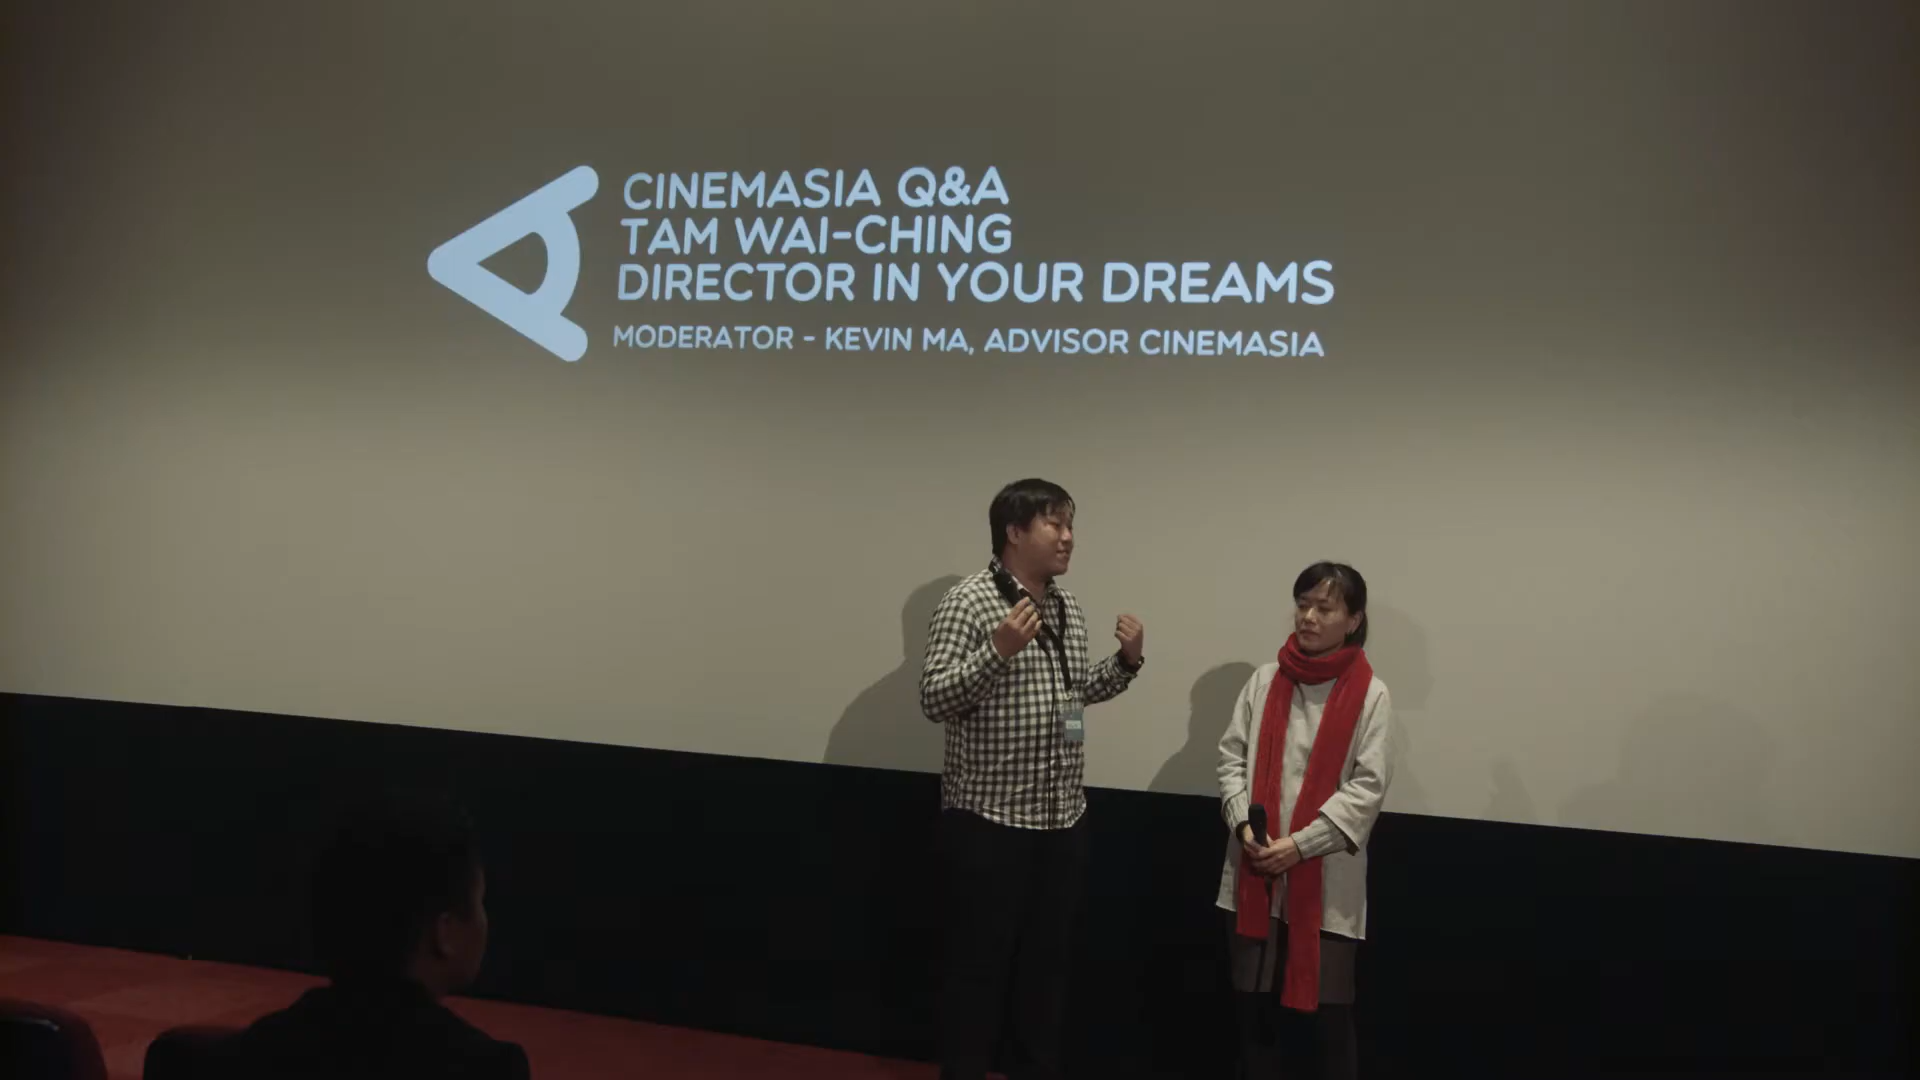 CINEMASIA Q&A
TAM WAI-CHING
DIRECTOR IN YOUR DREAMS
MODERATOR - KEVIN MA, ADVISOR CINEMASIA